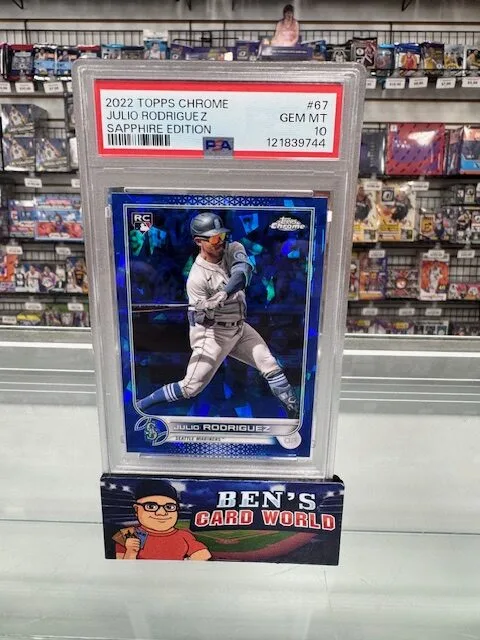 2022 TOPPS CHROME #67
JULIO RODRIGUEZ GEM MT
SAPPHIRE EDITION 10
PSA 121839744
RC
Topps
Chrome
JULIO RODRIGUEZ
SEATTLE MARINERS
BEN'S
CARD WORLD